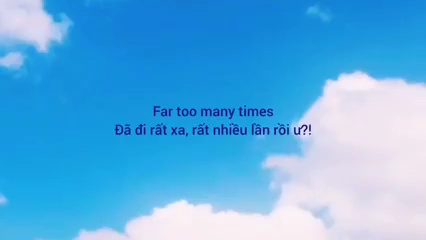 Far too many times
Đã đi rất xa, rất nhiều lần rồi ư?!